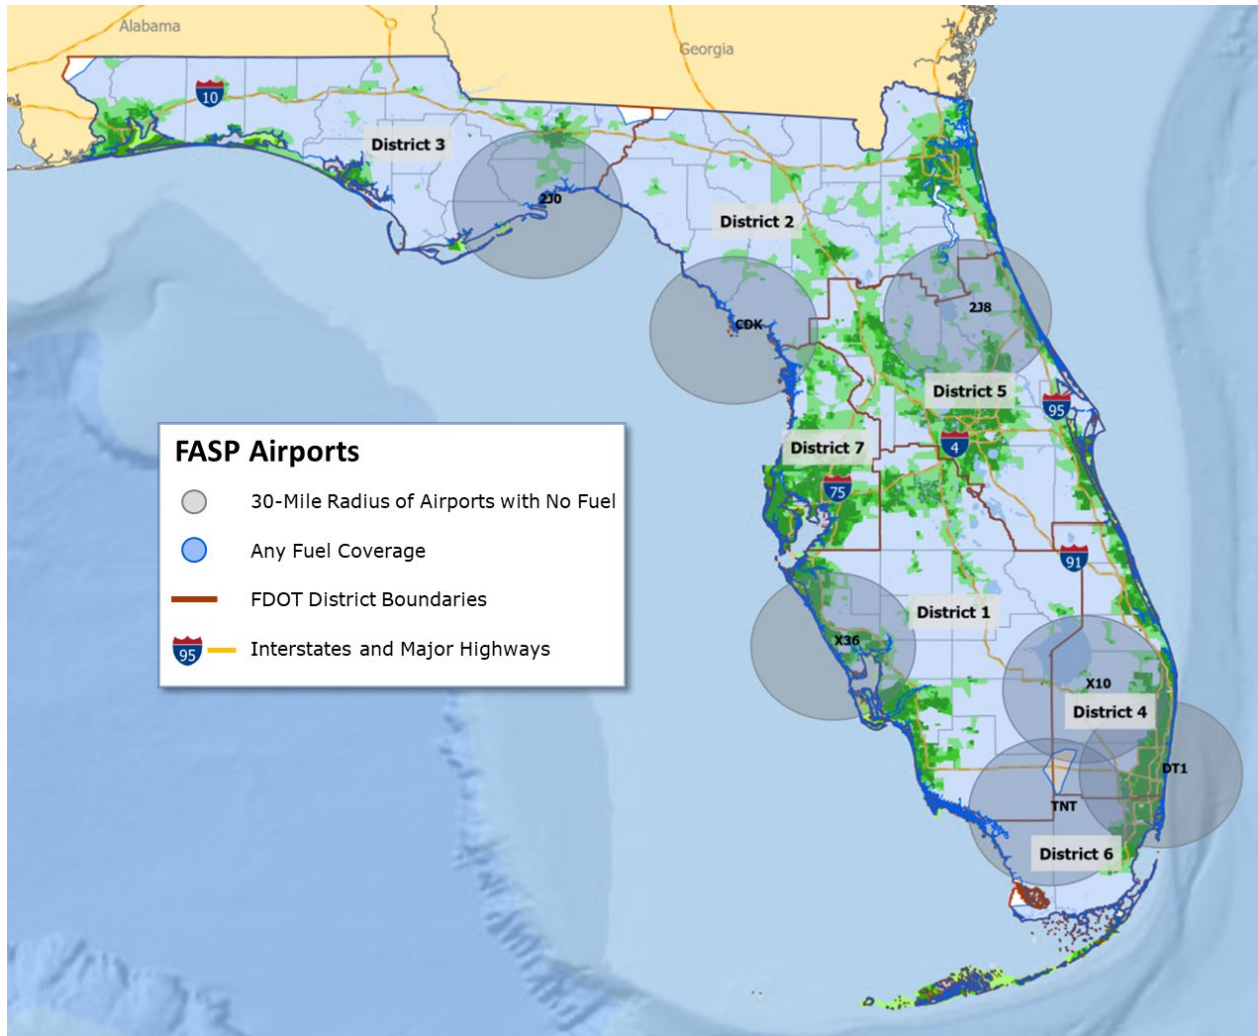 Alabama
Georgia
10
District 3
2J0
District 2
CDK
2J8
District 5
95
District 7
4
75
FASP Airports
30-Mile Radius of Airports with No Fuel
Any Fuel Coverage
FDOT District Boundaries
95 Interstates and Major Highways
91
District 1
X36
X10
District 4
DT1
TNT
District 6